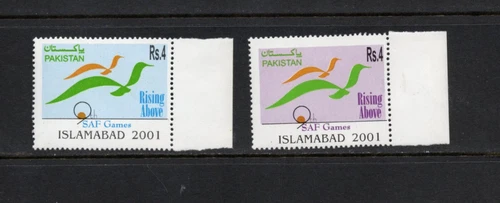 پاکستان
PAKISTAN
Rs.4
Rising
Above
SAF Games
ISLAMABAD 2001
پاکستان
PAKISTAN
Rs.4
Rising
Above
SAF Games
ISLAMABAD 2001